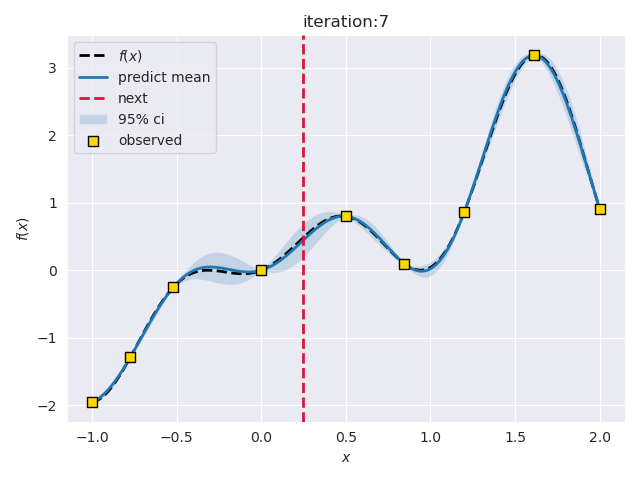 iteration:7
f(x)
predict mean
next
95% ci
observed
f(x)
3
2
1
0
−1
−2
−1.0 −0.5 0.0 0.5 1.0 1.5 2.0
x